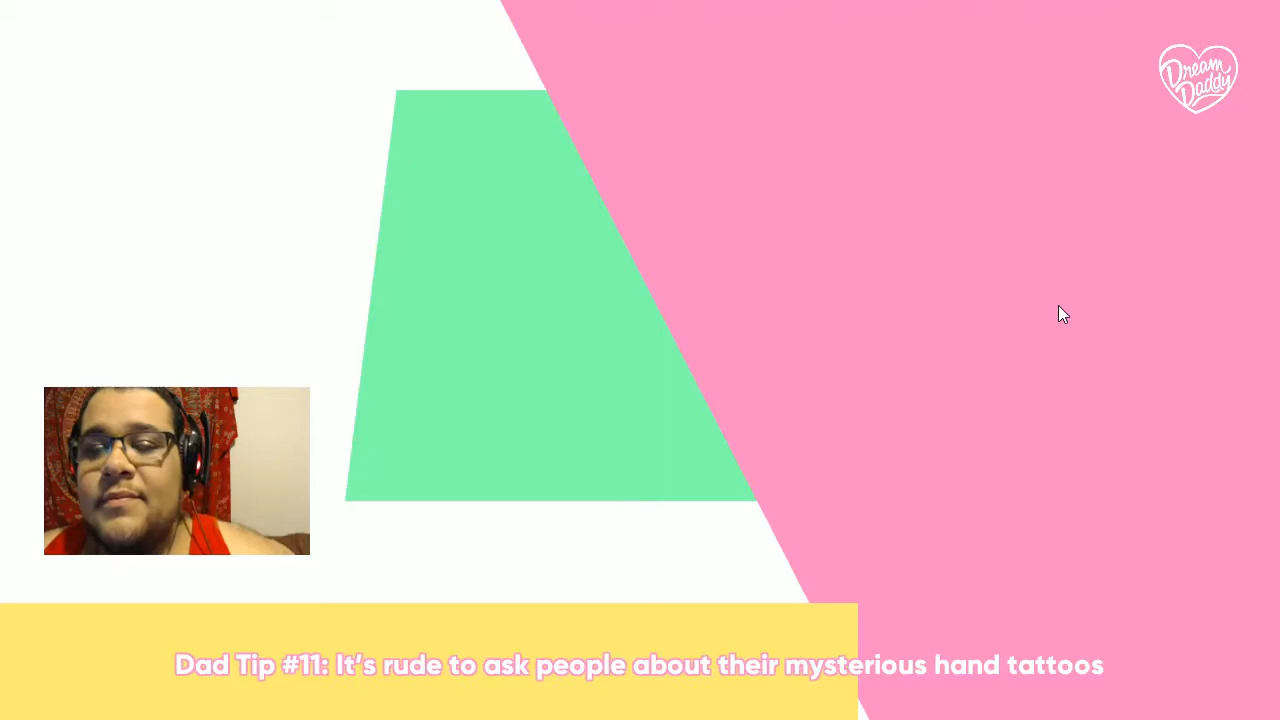 Dream
Daddy
Dad Tip #11: It's rude to ask people about their mysterious hand tattoos